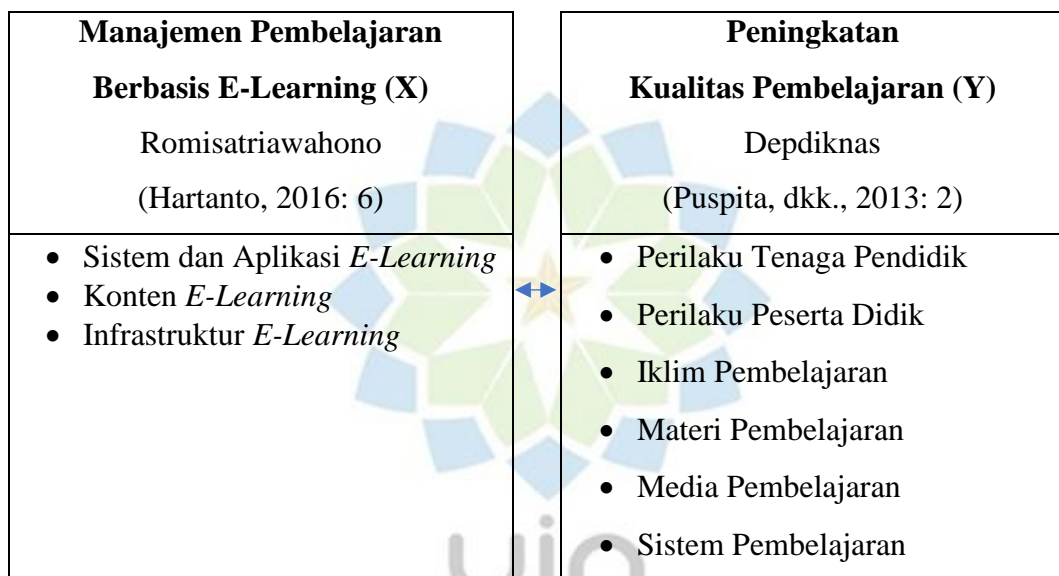 Manajemen Pembelajaran
Berbasis E-Learning (X)
Romisatriawahono
(Hartanto, 2016: 6)
• Sistem dan Aplikasi E-Learning
• Konten E-Learning
• Infrastruktur E-Learning
Peningkatan
Kualitas Pembelajaran (Y)
Depdiknas
(Puspita, dkk., 2013: 2)
• Perilaku Tenaga Pendidik
• Perilaku Peserta Didik
• Iklim Pembelajaran
• Materi Pembelajaran
• Media Pembelajaran
• Sistem Pembelajaran
uin